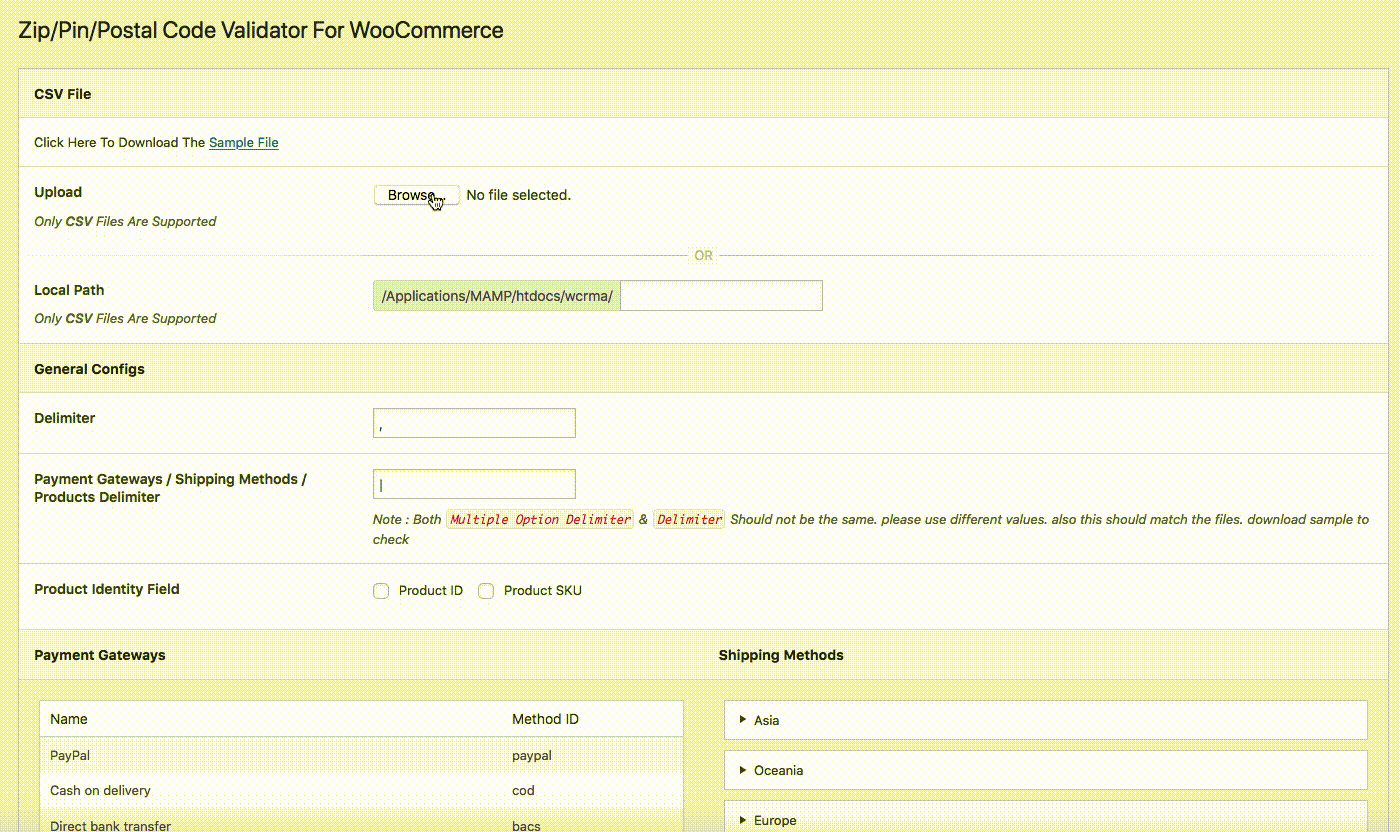 Zip/Pin/Postal Code Validator For WooCommerce
CSV File
Click Here To Download The Sample File
Upload
Browse... No file selected.
Only CSV Files Are Supported
OR
Local Path
/Applications/MAMP/htdocs/wcrma/
Only CSV Files Are Supported
General Configs
Delimiter
,
Payment Gateways / Shipping Methods /
Products Delimiter
|
Note : Both Multiple Option Delimiter & Delimiter Should not be the same. please use different values. also this should match the files. download sample to
check
Product Identity Field
Product ID Product SKU
Payment Gateways
Shipping Methods
Name Method ID
PayPal paypal
Cash on delivery cod
Direct bank transfer bacs
Asia
Oceania
Europe